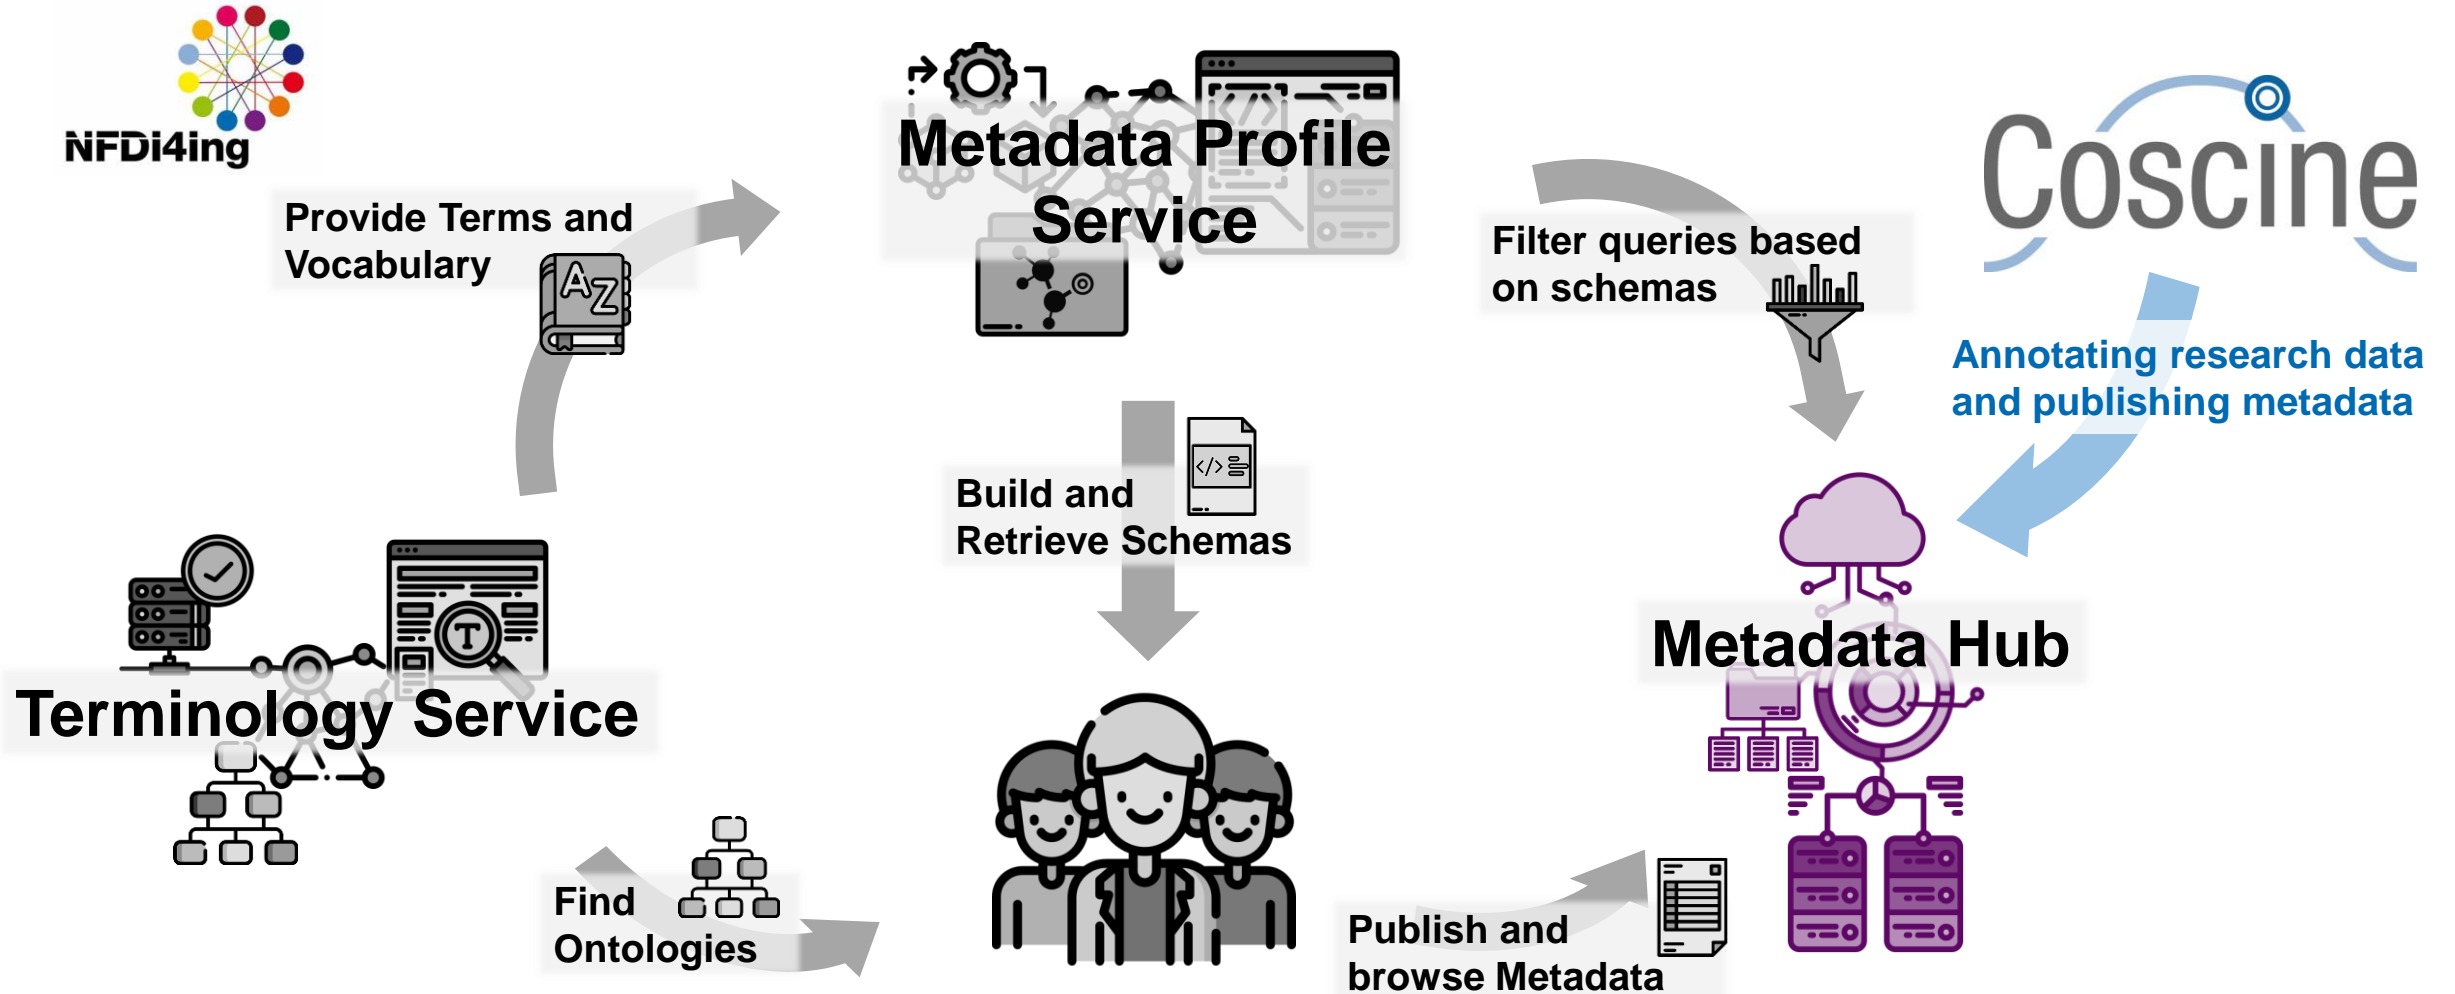 NFDi4ing
Provide Terms and
Vocabulary
AZ
Metadata Profile
Service
Filter queries based
on schemas
Coscine
Annotating research data
and publishing metadata
Build and
Retrieve Schemas
</>
T
Terminology Service
Metadata Hub
Find
Ontologies
Publish and
browse Metadata